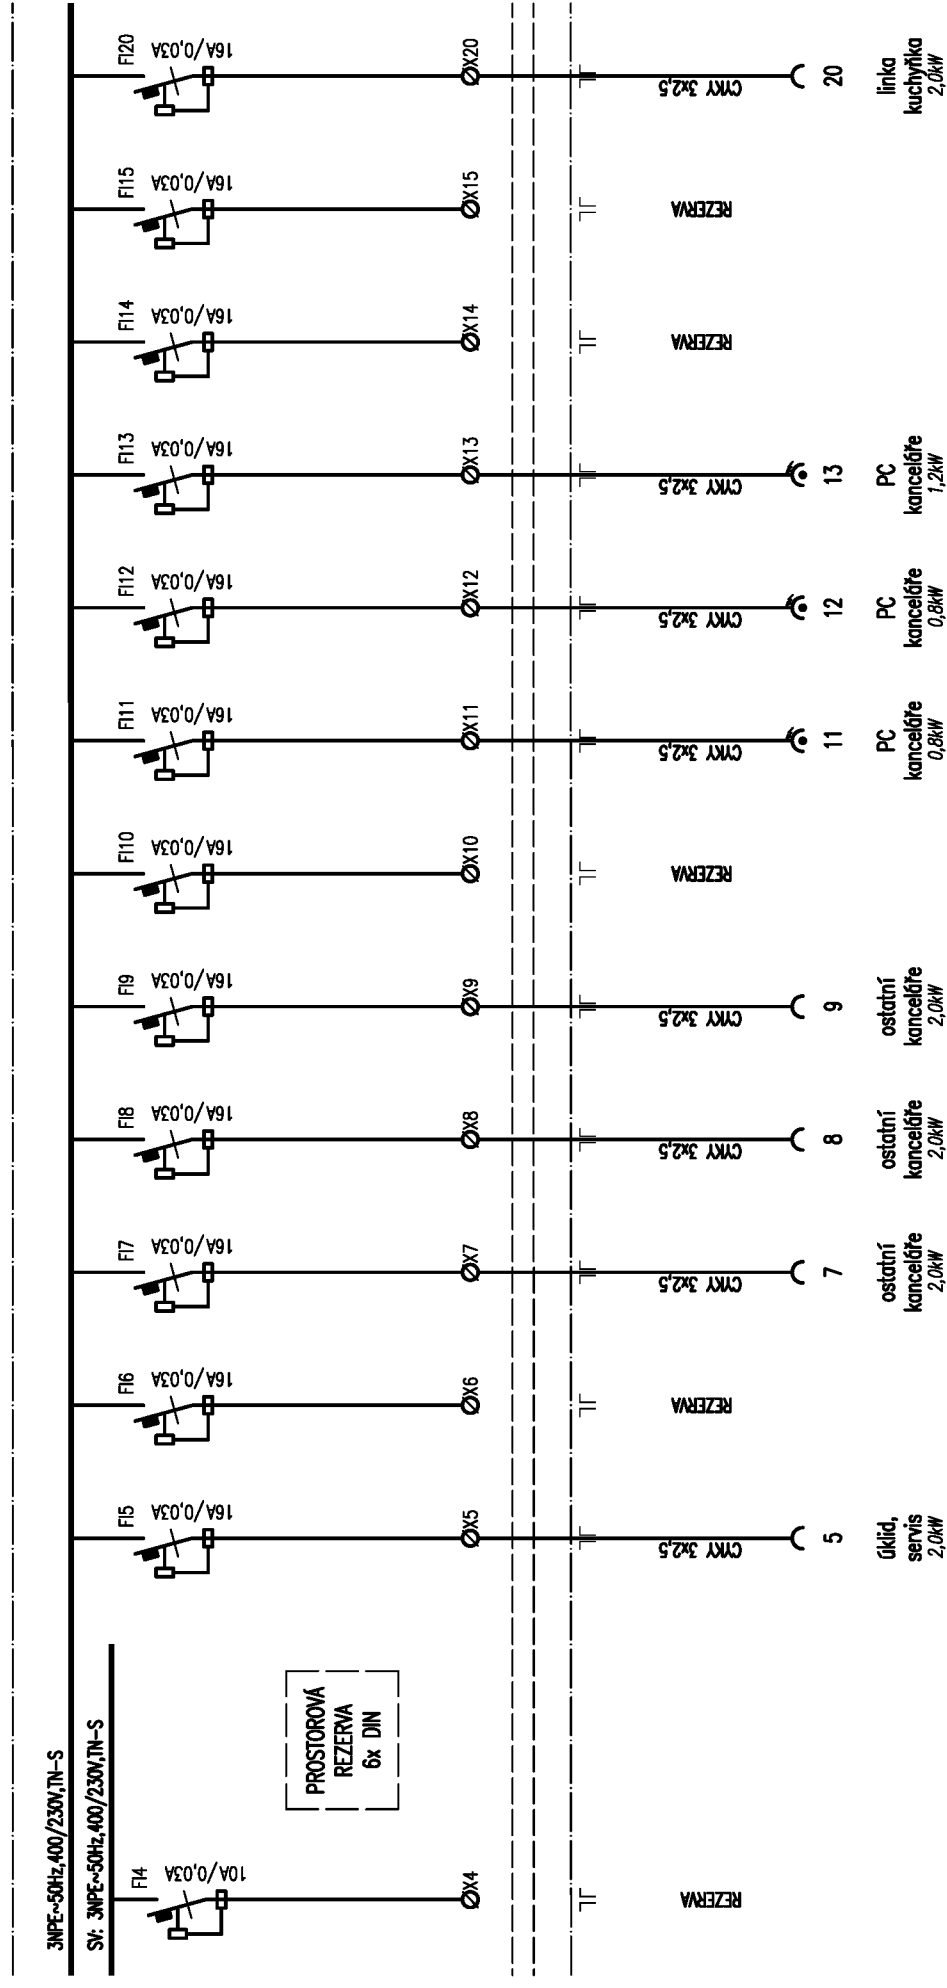 3NPE~50Hz,400/230V,TN-S
SV: 3NPE~50Hz,400/230V,TN-S
FI4
10A/0,03A
X4
REZERVA
PROSTOROVÁ
REZERVA
6x DIN
FI5
16A/0,03A
X5
CYKY 3x2,5
5
úklid,
servis
2,0kW
FI6
16A/0,03A
X6
REZERVA
FI7
16A/0,03A
X7
CYKY 3x2,5
7
ostatní
kanceláře
2,0kW
FI8
16A/0,03A
X8
CYKY 3x2,5
8
ostatní
kanceláře
2,0kW
FI9
16A/0,03A
X9
CYKY 3x2,5
9
ostatní
kanceláře
2,0kW
FI10
16A/0,03A
X10
REZERVA
FI11
16A/0,03A
X11
CYKY 3x2,5
11
PC
kanceláře
0,8kW
FI12
16A/0,03A
X12
CYKY 3x2,5
12
PC
kanceláře
0,8kW
FI13
16A/0,03A
X13
CYKY 3x2,5
13
PC
kanceláře
1,2kW
FI14
16A/0,03A
X14
REZERVA
FI15
16A/0,03A
X15
REZERVA
FI20
16A/0,03A
X20
CYKY 3x2,5
20
linka
kuchyňka
2,0kW